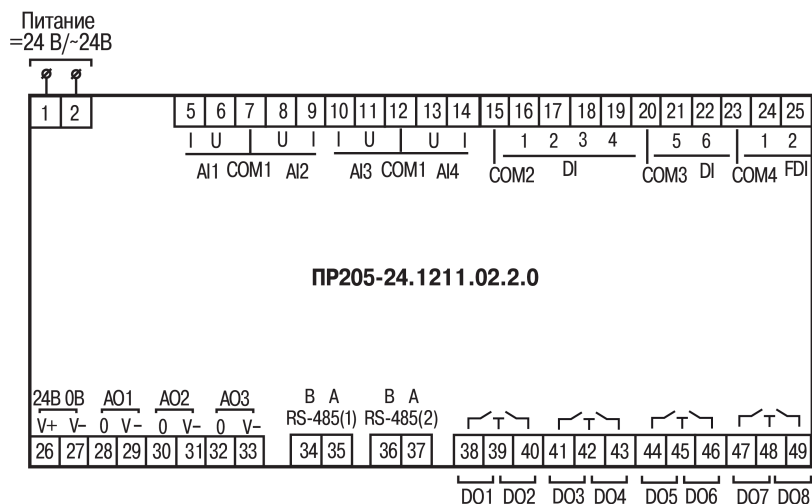 Питание
=24 В/~24В
1 2 5 6 7 8 9 10 11 12 13 14 15 16 17 18 19 20 21 22 23 24 25
I U U I I U U I 1 2 3 4 5 6 1 2
AI1 COM1 AI2 AI3 COM1 AI4 COM2 DI COM3 DI COM4 FDI
ПР205-24.1211.02.2.0
24В 0В AO1 AO2 AO3 B A B A
V+ V– 0 V– 0 V– 0 V– RS-485(1) RS-485(2)
26 27 28 29 30 31 32 33 34 35 36 37 38 39 40 41 42 43 44 45 46 47 48 49
DO1 DO2 DO3 DO4 DO5 DO6 DO7 DO8